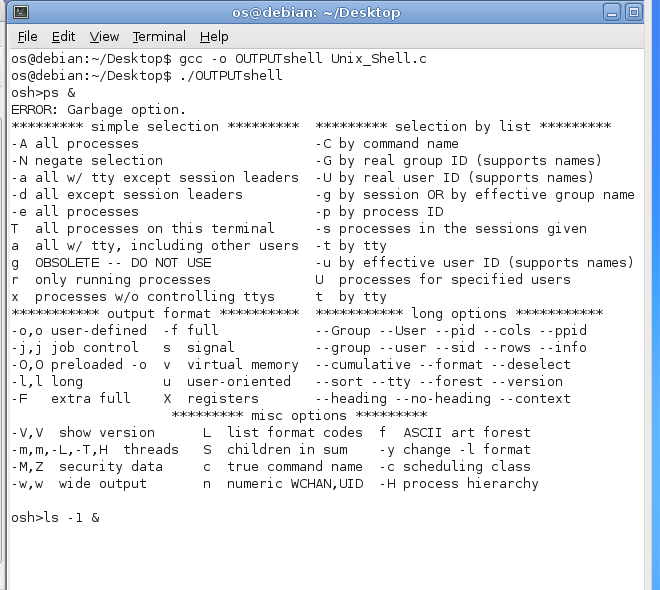 os@debian: ~/Desktop
File Edit View Terminal Help
os@debian:~/Desktop$ gcc -o OUTPUTshell Unix_Shell.c
os@debian:~/Desktop$ ./OUTPUTshell
osh>ps &
ERROR: Garbage option.
********* simple selection *********  ********* selection by list *********
-A all processes                      -C by command name
-N negate selection                   -G by real group ID (supports names)
-a all w/ tty except session leaders  -U by real user ID (supports names)
-d all except session leaders         -g by session OR by effective group name
-e all processes                      -p by process ID
T  all processes on this terminal     -s processes in the sessions given
a  all w/ tty, including other users  -t by tty
g  OBSOLETE -- DO NOT USE             -u by effective user ID (supports names)
r  only running processes             U  processes for specified users
x  processes w/o controlling ttys     t  by tty
*********** output format **********  *********** long options ***********
-o,o user-defined  -f full            --Group --User --pid --cols --ppid
-j,j job control   s  signal          --group --user --sid --rows --info
-O,O preloaded -o  v  virtual memory  --cumulative --format --deselect
-l,l long          u  user-oriented   --sort --tty --forest --version
-F   extra full    X  registers       --heading --no-heading --context
                    ********* misc options *********
-V,V  show version      L  list format codes  f  ASCII art forest
-m,m,-L,-T,H  threads   S  children in sum    -y change -l format
-M,Z  security data     c  true command name  -c scheduling class
-w,w  wide output       n  numeric WCHAN,UID  -H process hierarchy
osh>ls -1 &